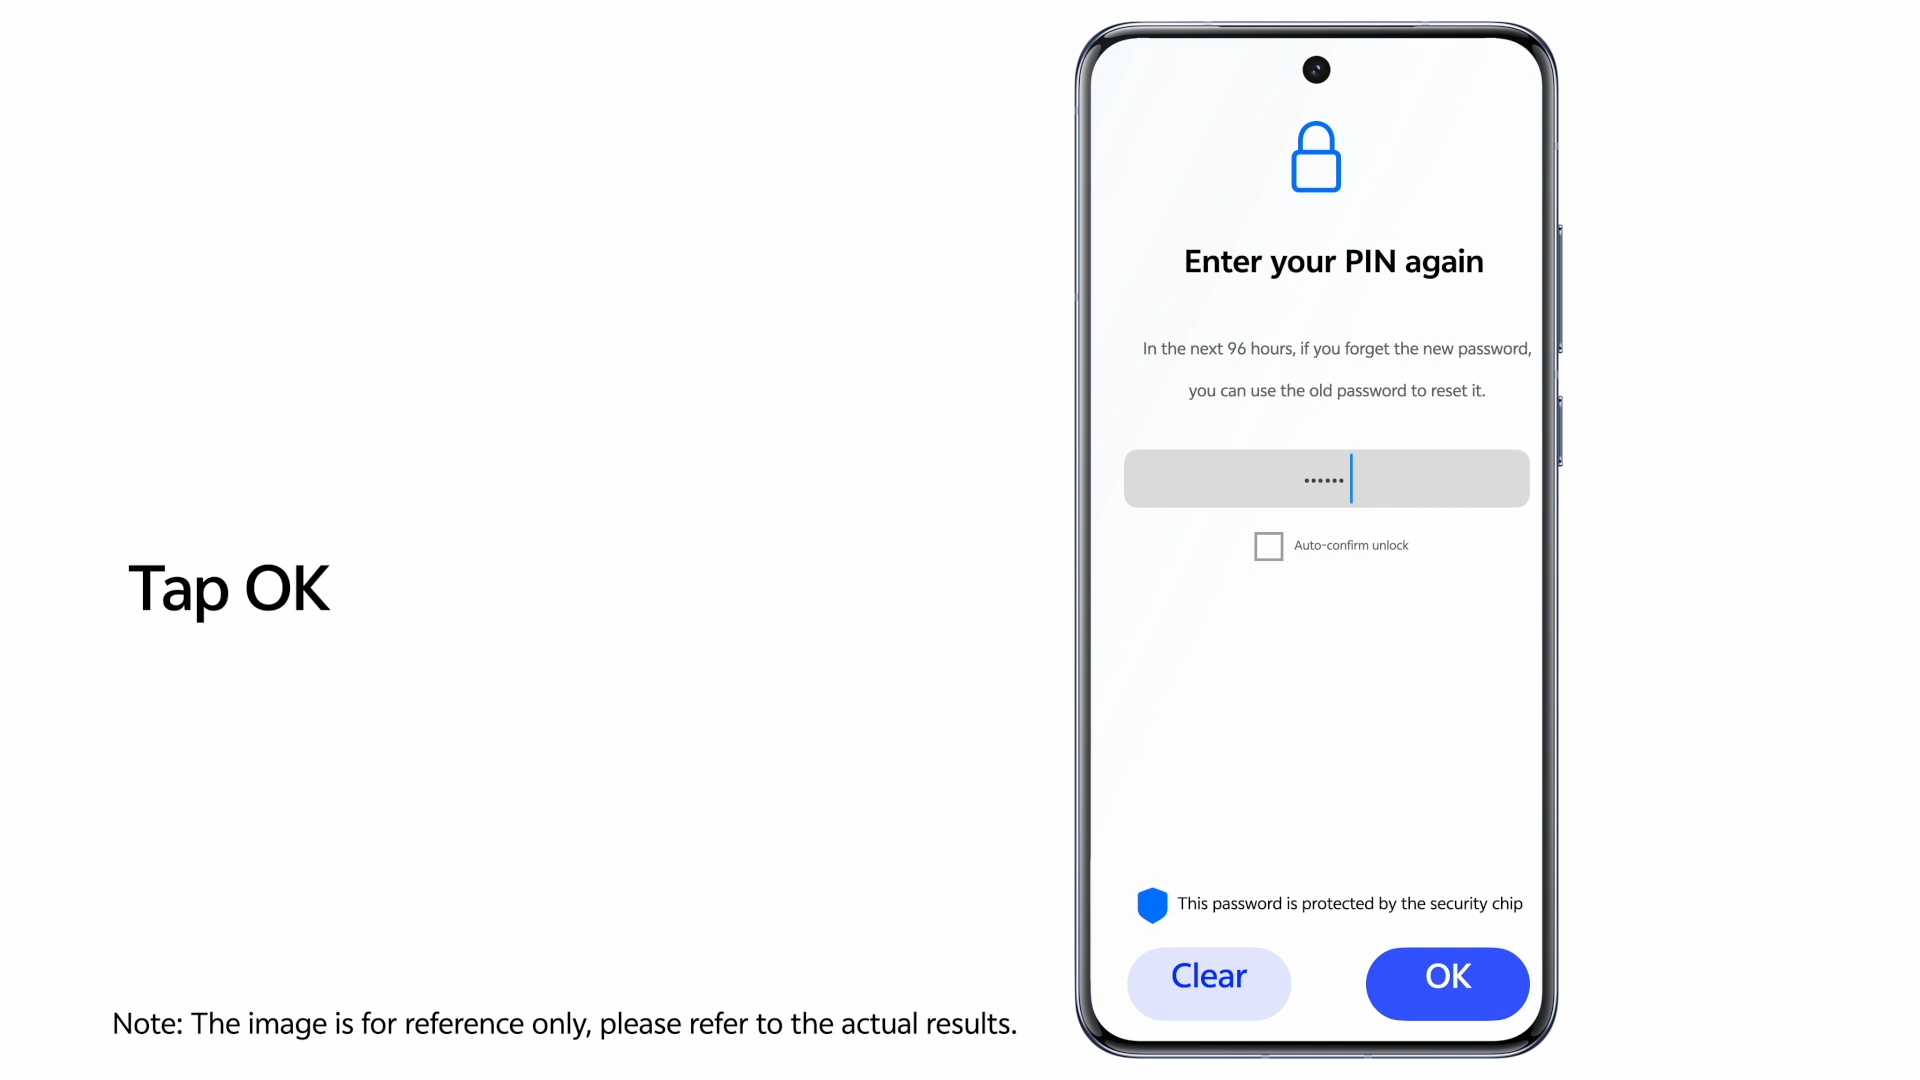 Tap OK
Note: The image is for reference only, please refer to the actual results.
Enter your PIN again
In the next 96 hours, if you forget the new password,
you can use the old password to reset it.
Auto-confirm unlock
This password is protected by the security chip
Clear
OK